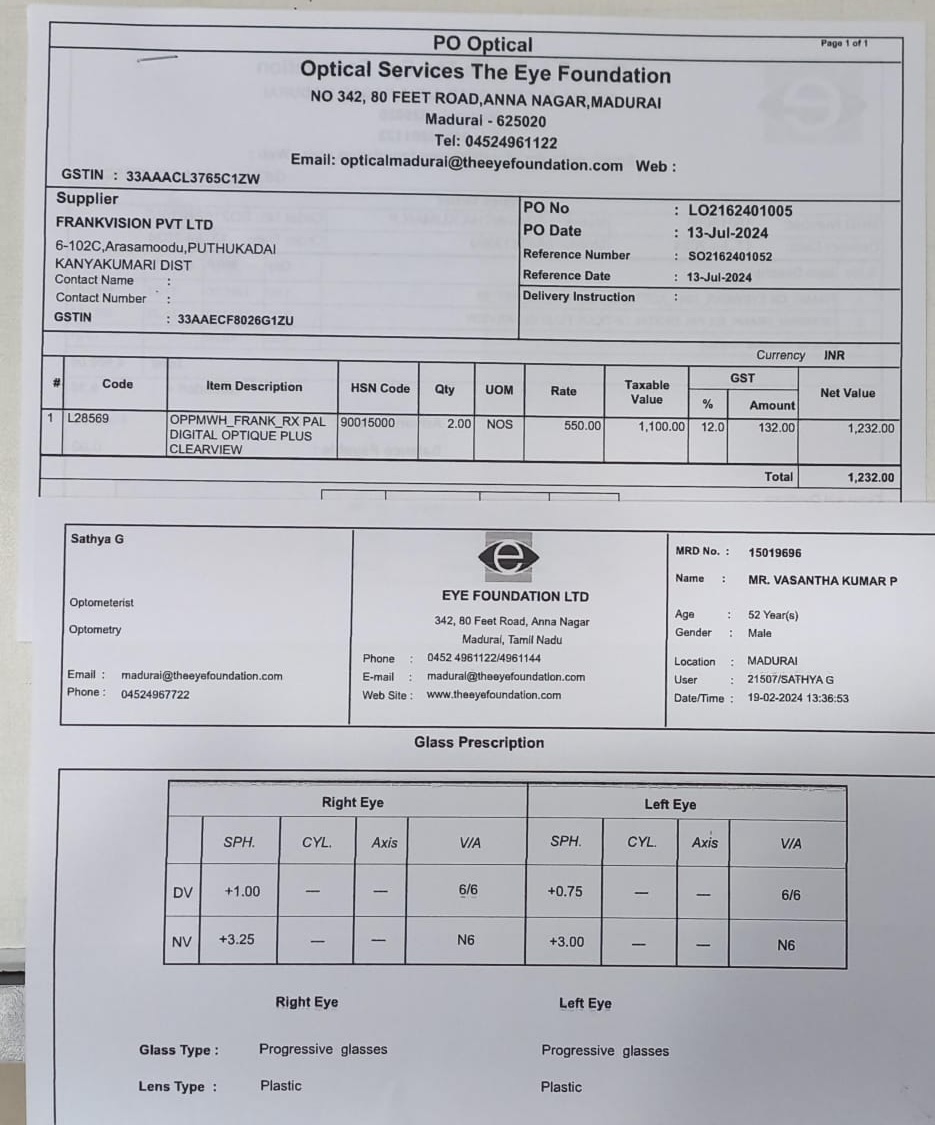 PO Optical
Page 1 of 1
Optical Services The Eye Foundation
NO 342, 80 FEET ROAD,ANNA NAGAR,MADURAI
Madurai - 625020
Tel: 04524961122
Email: opticalmadurai@theeyefoundation.com Web :
GSTIN : 33AAACL3765C1ZW
Supplier
FRANKVISION PVT LTD
6-102C,Arasamoodu,PUTHUKADAI
KANYAKUMARI DIST
Contact Name :
Contact Number :
GSTIN : 33AAECF8026G1ZU
PO No : LO2162401005
PO Date : 13-Jul-2024
Reference Number : SO2162401052
Reference Date : 13-Jul-2024
Delivery Instruction :
Currency INR
# Code Item Description HSN Code Qty UOM Rate Taxable Value GST % Amount Net Value
1 L28569 OPPMWH_FRANK_RX PAL 90015000 2.00 NOS 550.00 1,100.00 12.0 132.00 1,232.00
DIGITAL OPTIQUE PLUS
CLEARVIEW
Total 1,232.00
Sathya G
Optometerist
Optometry
Email : madurai@theeyefoundation.com
Phone : 04524967722
e
EYE FOUNDATION LTD
342, 80 Feet Road, Anna Nagar
Madurai, Tamil Nadu
Phone : 0452 4961122/4961144
E-mail : madurai@theeyefoundation.com
Web Site : www.theeyefoundation.com
MRD No. : 15019696
Name : MR. VASANTHA KUMAR P
Age : 52 Year(s)
Gender : Male
Location : MADURAI
User : 21507/SATHYA G
Date/Time : 19-02-2024 13:36:53
Glass Prescription
Right Eye Left Eye
SPH. CYL. Axis V/A SPH. CYL. Axis V/A
DV +1.00 — — 6/6 +0.75 — — 6/6
NV +3.25 — — N6 +3.00 — — N6
Right Eye Left Eye
Glass Type : Progressive glasses Progressive glasses
Lens Type : Plastic Plastic